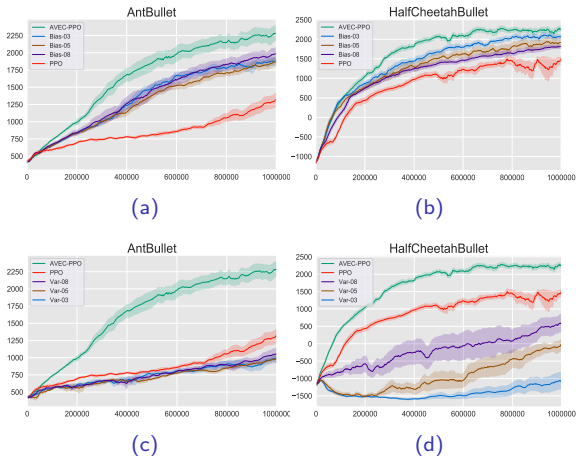 AntBullet
AVEC-PPO
Bias-03
Bias-05
Bias-08
PPO
2250
2000
1750
1500
1250
1000
750
500
0 200000 400000 600000 800000 1000000
(a)
HalfCheetahBullet
AVEC-PPO
Bias-03
Bias-05
Bias-08
PPO
2500
2000
1500
1000
500
0
−500
−1000
0 200000 400000 600000 800000 1000000
(b)
AntBullet
AVEC-PPO
PPO
Var-08
Var-05
Var-03
2250
2000
1750
1500
1250
1000
750
500
0 200000 400000 600000 800000 1000000
(c)
HalfCheetahBullet
AVEC-PPO
PPO
Var-08
Var-05
Var-03
2500
2000
1500
1000
500
0
−500
−1000
−1500
0 200000 400000 600000 800000 1000000
(d)